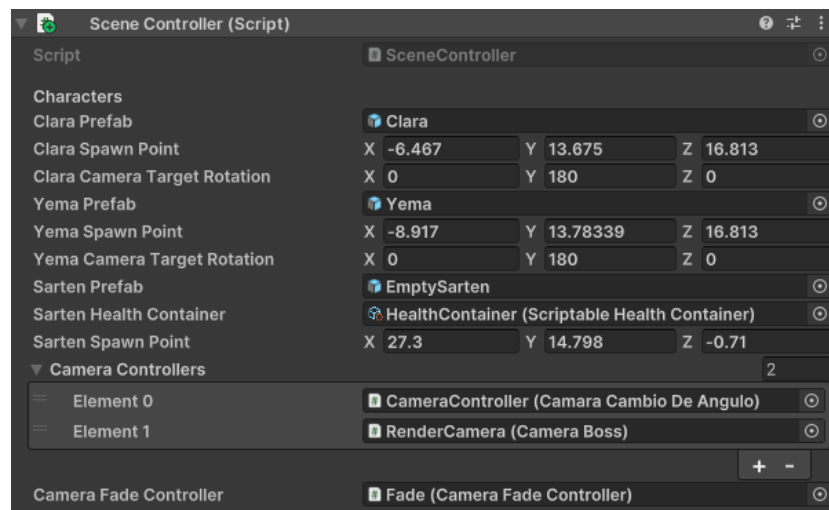 Scene Controller (Script)
Script SceneController
Characters
Clara Prefab Clara
Clara Spawn Point X -6.467 Y 13.675 Z 16.813
Clara Camera Target Rotation X 0 Y 180 Z 0
Yema Prefab Yema
Yema Spawn Point X -8.917 Y 13.78339 Z 16.813
Yema Camera Target Rotation X 0 Y 180 Z 0
Sarten Prefab EmptySarten
Sarten Health Container HealthContainer (Scriptable Health Container)
Sarten Spawn Point X 27.3 Y 14.798 Z -0.71
Camera Controllers 2
Element 0 CameraController (Camara Cambio De Angulo)
Element 1 RenderCamera (Camera Boss)
+ -
Camera Fade Controller Fade (Camera Fade Controller)